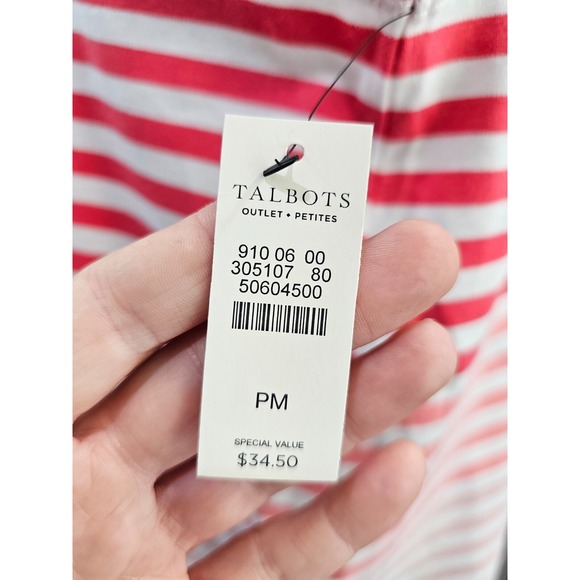 TALBOTS
OUTLET • PETITES
910 06 00
305107 80
50604500
PM
SPECIAL VALUE
$34.50